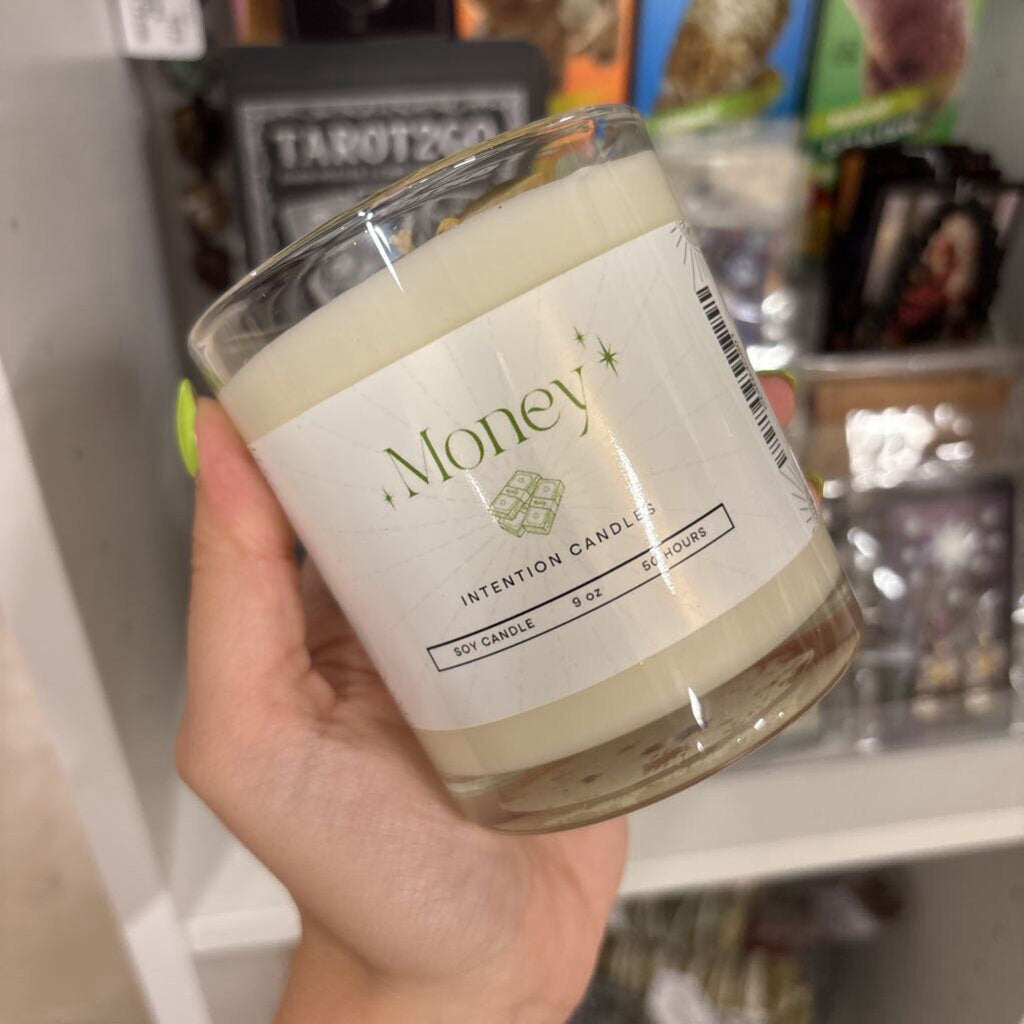 TAROT2GO
Money
INTENTION CANDLES
SOY CANDLE 9 oz 50 HOURS